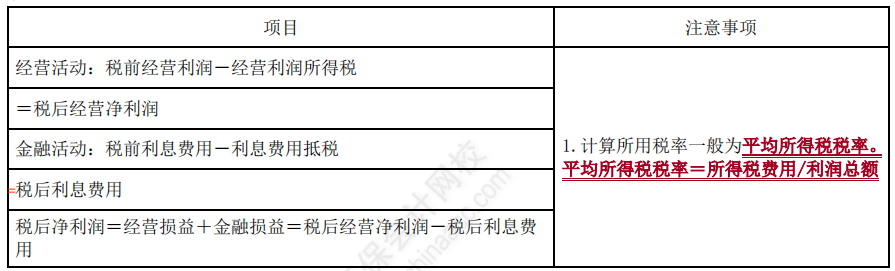 项目
注意事项
经营活动：税前经营利润－经营利润所得税
＝税后经营净利润
金融活动：税前利息费用－利息费用抵税
=税后利息费用
税后净利润＝经营损益＋金融损益＝税后经营净利润－税后利息费
用
1.计算所用税率一般为平均所得税税率。
平均所得税税率＝所得税费用/利润总额